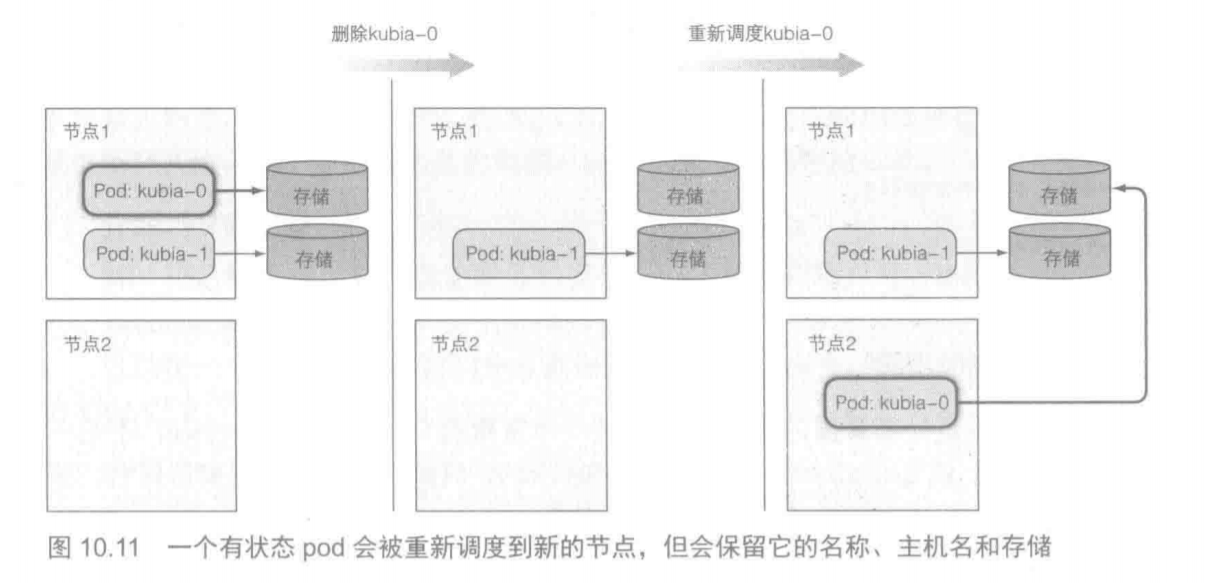 删除kubia-0
重新调度kubia-0
节点1
Pod: kubia-0
存储
Pod: kubia-1
存储
节点2
节点1
存储
Pod: kubia-1
存储
节点2
节点1
存储
Pod: kubia-1
存储
节点2
Pod: kubia-0
图 10.11 一个有状态 pod 会被重新调度到新的节点，但会保留它的名称、主机名和存储